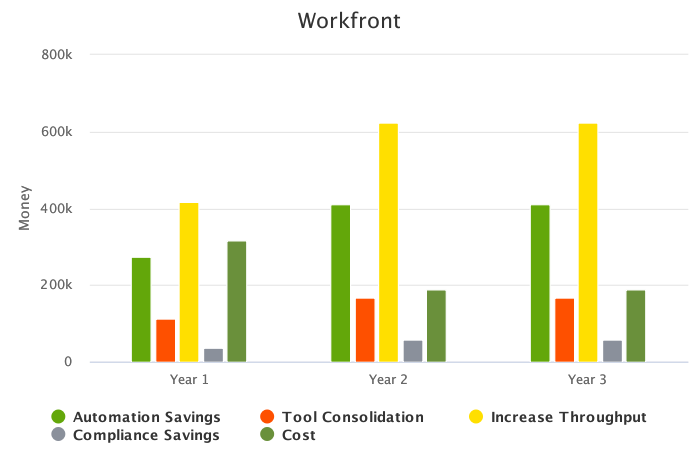 Workfront
800k
600k
400k
200k
0
Money
Year 1 Year 2 Year 3
Automation Savings Tool Consolidation Increase Throughput
Compliance Savings Cost